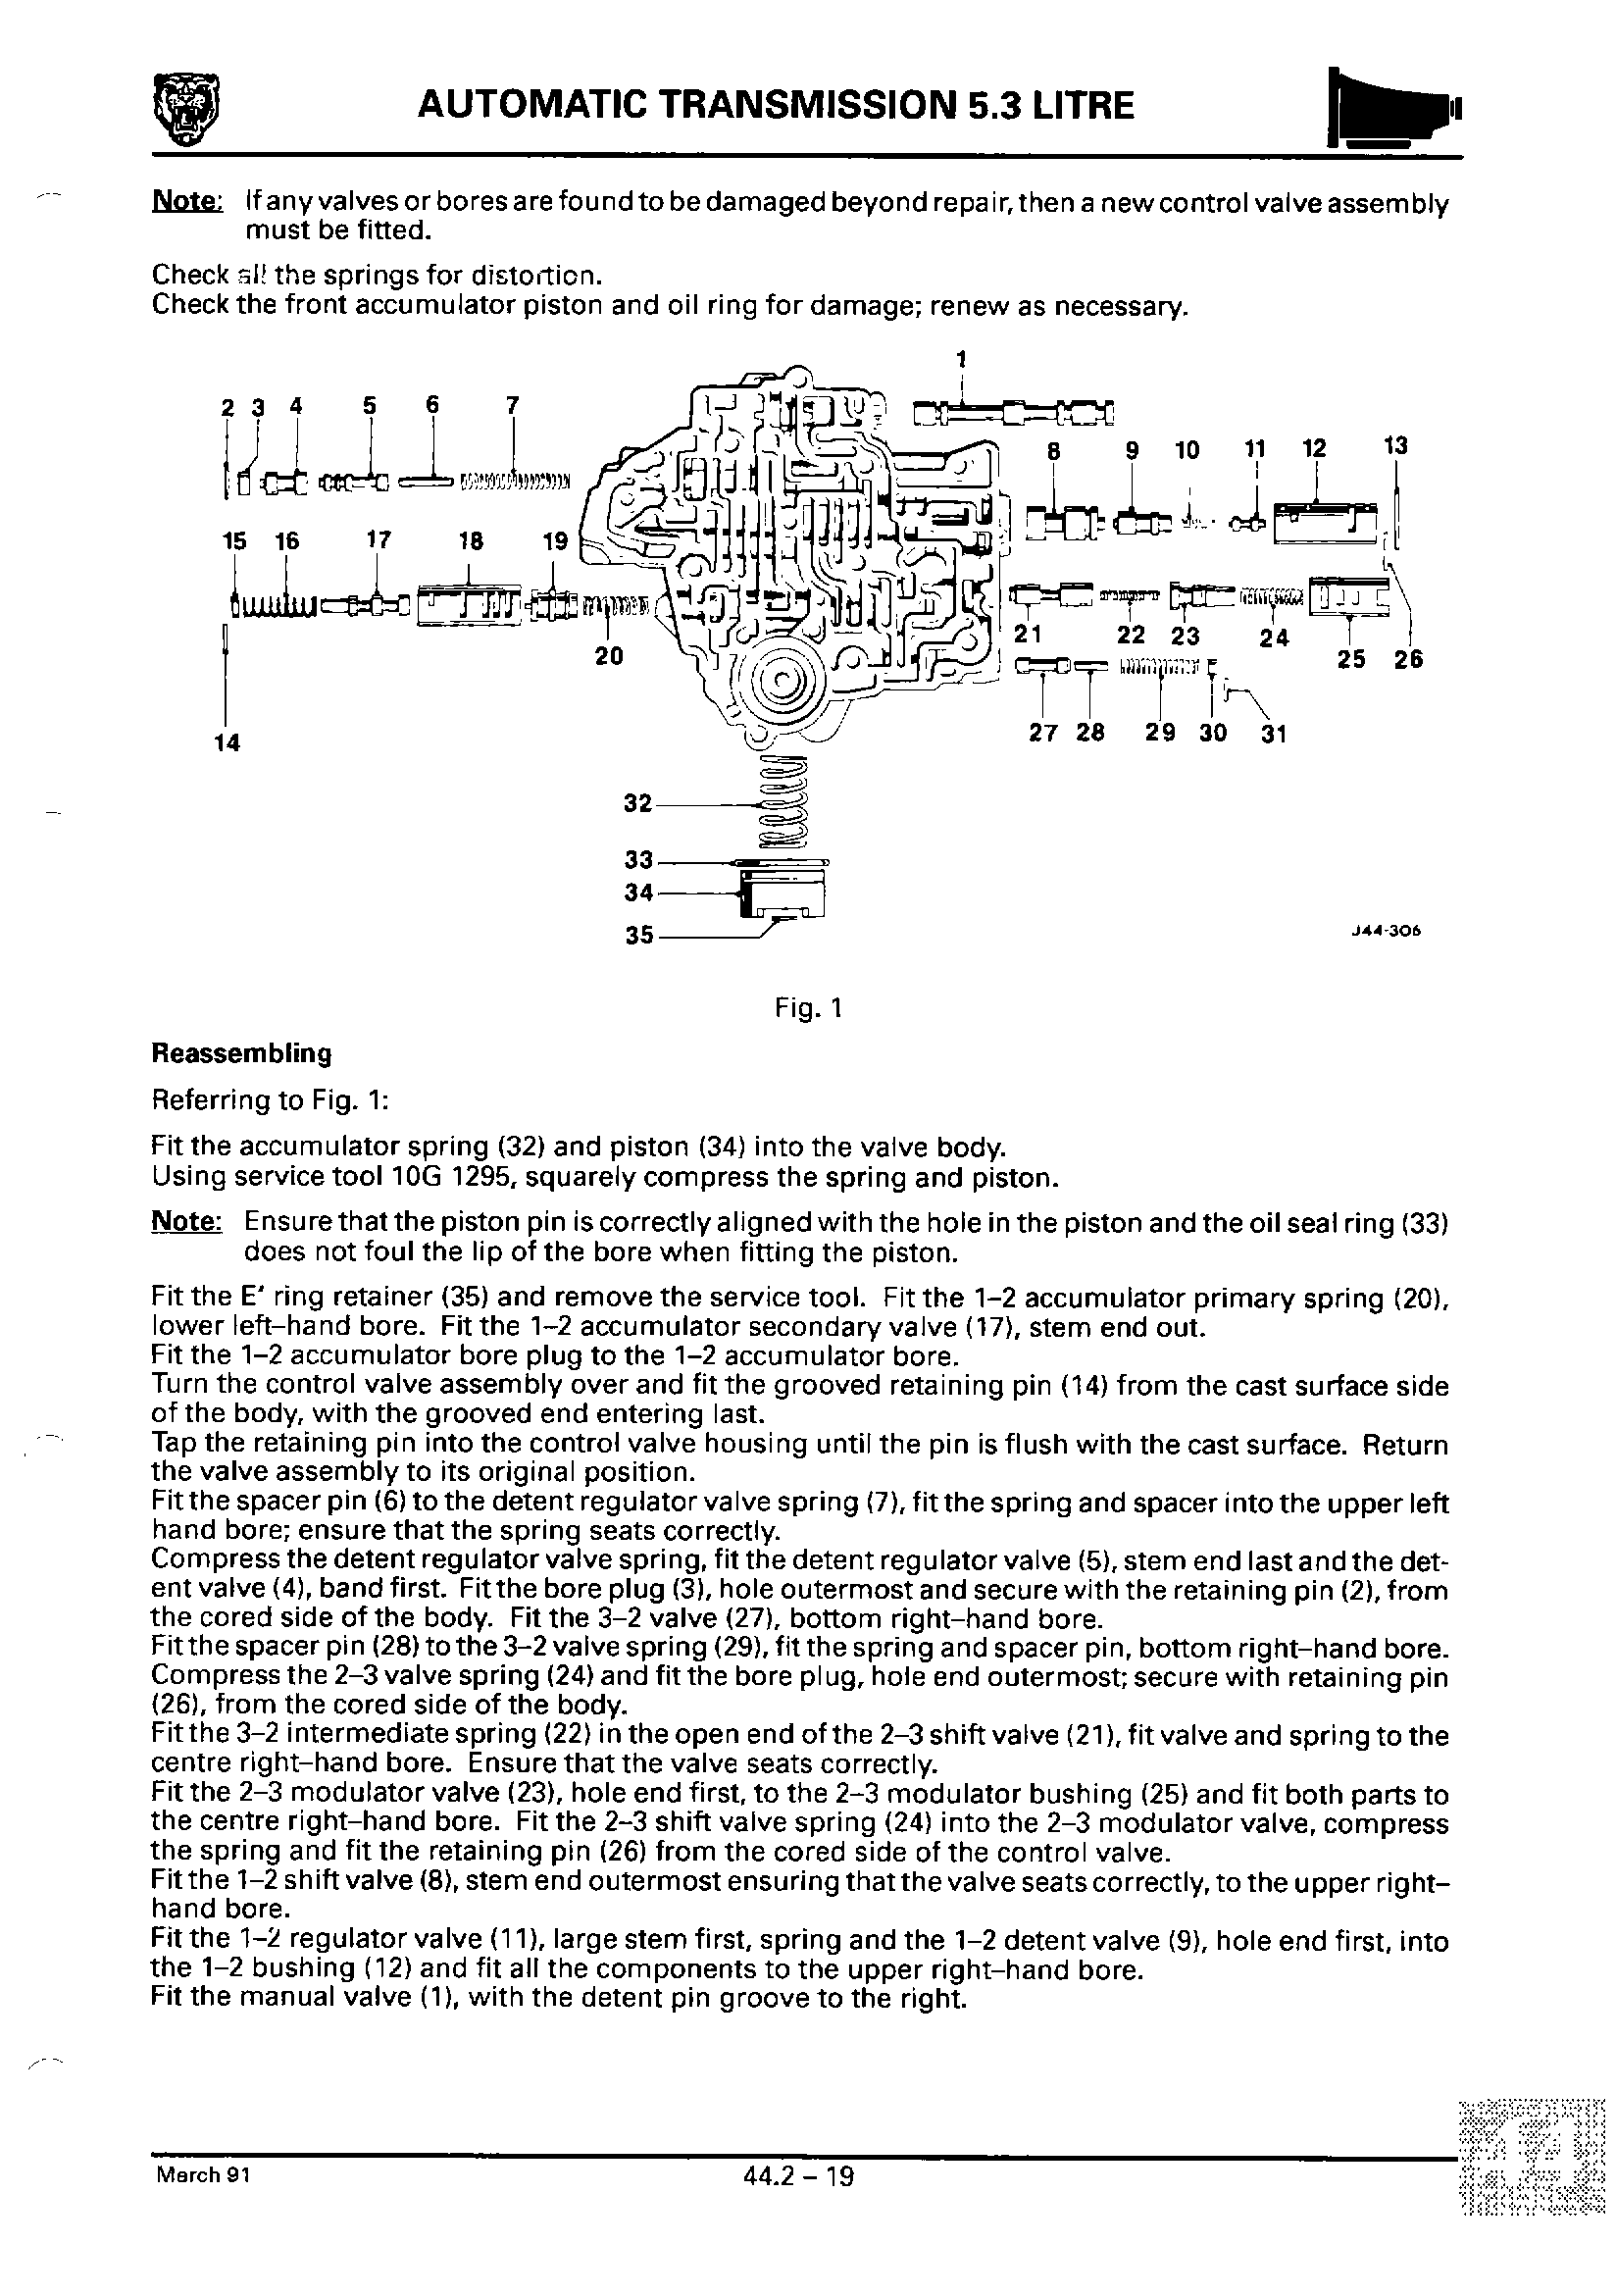 AUTOMATIC TRANSMISSION 5.3 LITRE
Note: If any valves or bores are found to be damaged beyond repair, then a new control valve assembly
must be fitted.
Check all the springs for distortion.
Check the front accumulator piston and oil ring for damage; renew as necessary.
1
2 3 4 5 6 7
8 9 10 11 12 13
15 16 17 18 19
20
21 22 23 24 25 26
14
27 28 29 30 31
32
33
34
35
J44-306
Fig. 1
Reassembling
Referring to Fig. 1:
Fit the accumulator spring (32) and piston (34) into the valve body.
Using service tool 10G 1295, squarely compress the spring and piston.
Note: Ensure that the piston pin is correctly aligned with the hole in the piston and the oil seal ring (33)
does not foul the lip of the bore when fitting the piston.
Fit the E' ring retainer (35) and remove the service tool. Fit the 1–2 accumulator primary spring (20),
lower left–hand bore. Fit the 1–2 accumulator secondary valve (17), stem end out.
Fit the 1–2 accumulator bore plug to the 1–2 accumulator bore.
Turn the control valve assembly over and fit the grooved retaining pin (14) from the cast surface side
of the body, with the grooved end entering last.
Tap the retaining pin into the control valve housing until the pin is flush with the cast surface. Return
the valve assembly to its original position.
Fit the spacer pin (6) to the detent regulator valve spring (7), fit the spring and spacer into the upper left
hand bore; ensure that the spring seats correctly.
Compress the detent regulator valve spring, fit the detent regulator valve (5), stem end last and the det-
ent valve (4), band first. Fit the bore plug (3), hole outermost and secure with the retaining pin (2), from
the cored side of the body. Fit the 3–2 valve (27), bottom right–hand bore.
Fit the spacer pin (28) to the 3–2 valve spring (29), fit the spring and spacer pin, bottom right–hand bore.
Compress the 2–3 valve spring (24) and fit the bore plug, hole end outermost; secure with retaining pin
(26), from the cored side of the body.
Fit the 3–2 intermediate spring (22) in the open end of the 2–3 shift valve (21), fit valve and spring to the
centre right–hand bore. Ensure that the valve seats correctly.
Fit the 2–3 modulator valve (23), hole end first, to the 2–3 modulator bushing (25) and fit both parts to
the centre right–hand bore. Fit the 2–3 shift valve spring (24) into the 2–3 modulator valve, compress
the spring and fit the retaining pin (26) from the cored side of the control valve.
Fit the 1–2 shift valve (8), stem end outermost ensuring that the valve seats correctly, to the upper right–
hand bore.
Fit the 1–2 regulator valve (11), large stem first, spring and the 1–2 detent valve (9), hole end first, into
the 1–2 bushing (12) and fit all the components to the upper right–hand bore.
Fit the manual valve (1), with the detent pin groove to the right.
March 91
44.2 – 19
44